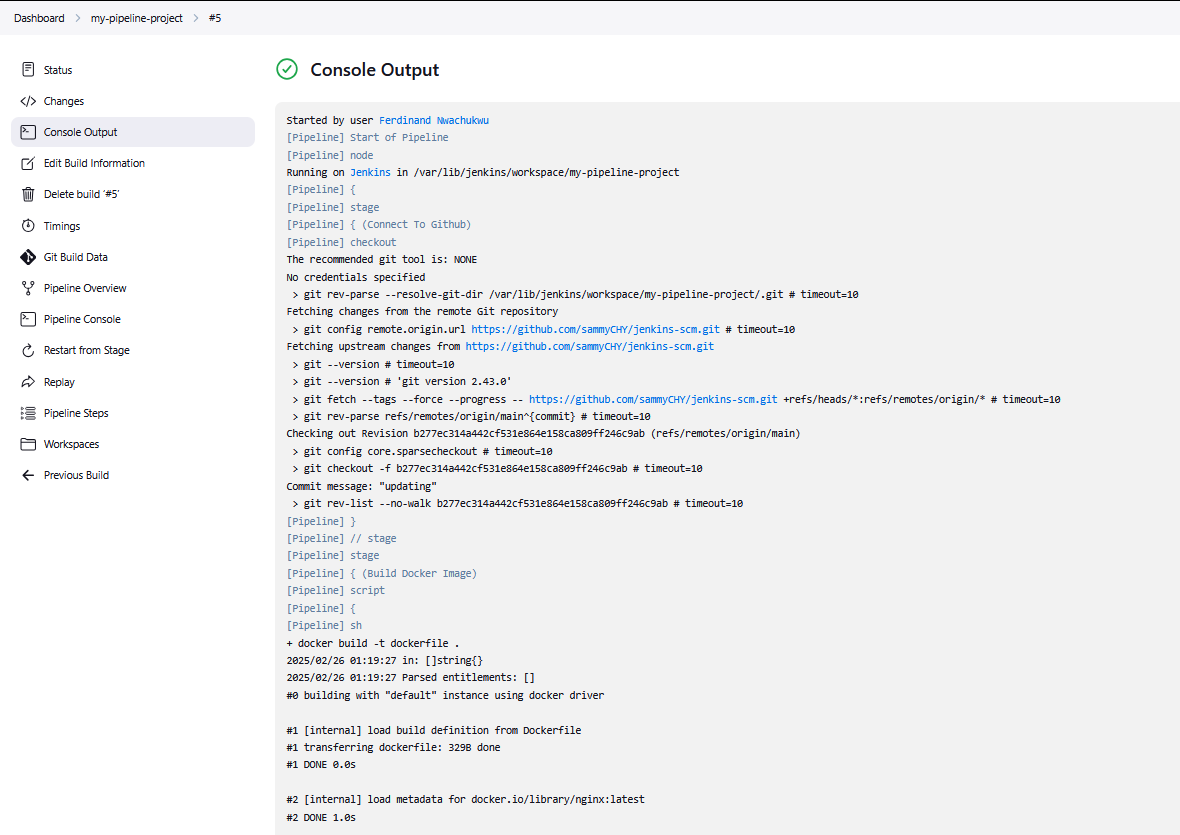 Dashboard > my-pipeline-project > #5
Status
Changes
Console Output
Edit Build Information
Delete build ‘#5’
Timings
Git Build Data
Pipeline Overview
Pipeline Console
Restart from Stage
Replay
Pipeline Steps
Workspaces
Previous Build
Console Output
Started by user Ferdinand Nwachukwu
[Pipeline] Start of Pipeline
[Pipeline] node
Running on Jenkins in /var/lib/jenkins/workspace/my-pipeline-project
[Pipeline] {
[Pipeline] stage
[Pipeline] { (Connect To Github)
[Pipeline] checkout
The recommended git tool is: NONE
No credentials specified
> git rev-parse --resolve-git-dir /var/lib/jenkins/workspace/my-pipeline-project/.git # timeout=10
Fetching changes from the remote Git repository
> git config remote.origin.url https://github.com/sammyCHY/jenkins-scm.git # timeout=10
Fetching upstream changes from https://github.com/sammyCHY/jenkins-scm.git
> git --version # timeout=10
> git --version # 'git version 2.43.0'
> git fetch --tags --force --progress -- https://github.com/sammyCHY/jenkins-scm.git +refs/heads/*:refs/remotes/origin/* # timeout=10
> git rev-parse refs/remotes/origin/main^{commit} # timeout=10
Checking out Revision b277ec314a442cf531e864e158ca809ff246c9ab (refs/remotes/origin/main)
> git config core.sparsecheckout # timeout=10
> git checkout -f b277ec314a442cf531e864e158ca809ff246c9ab # timeout=10
Commit message: "updating"
> git rev-list --no-walk b277ec314a442cf531e864e158ca809ff246c9ab # timeout=10
[Pipeline] }
[Pipeline] // stage
[Pipeline] stage
[Pipeline] { (Build Docker Image)
[Pipeline] script
[Pipeline] {
[Pipeline] sh
+ docker build -t dockerfile .
2025/02/26 01:19:27 in: []string{}
2025/02/26 01:19:27 Parsed entitlements: []
#0 building with "default" instance using docker driver
#1 [internal] load build definition from Dockerfile
#1 transferring dockerfile: 329B done
#1 DONE 0.0s
#2 [internal] load metadata for docker.io/library/nginx:latest
#2 DONE 1.0s